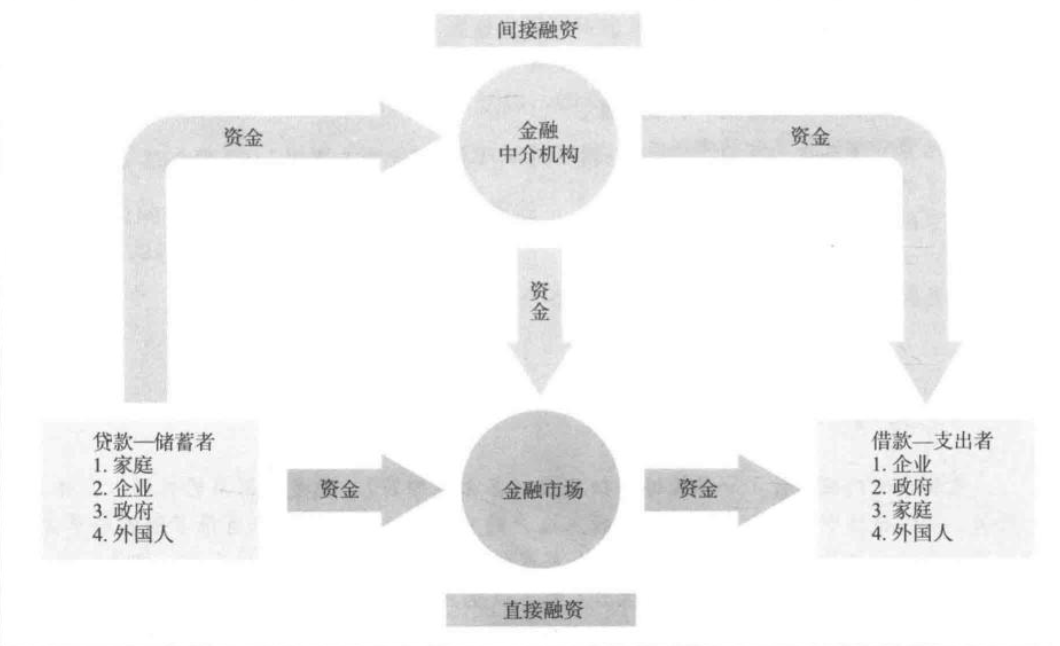 间接融资
资金
金融
中介机构
资金
资
金
贷款—储蓄者
1. 家庭
2. 企业
3. 政府
4. 外国人
资金
金融市场
资金
借款—支出者
1. 企业
2. 政府
3. 家庭
4. 外国人
直接融资